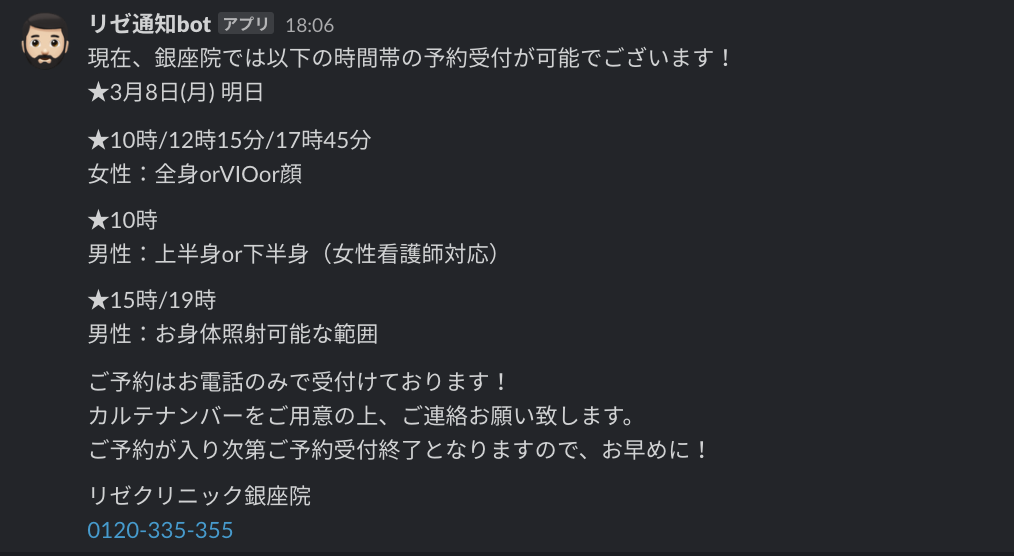 リゼ通知bot アプリ 18:06
現在、銀座院では以下の時間帯の予約受付が可能でございます！
★3月8日(月) 明日
★10時/12時15分/17時45分
女性：全身orVIOor顔
★10時
男性：上半身or下半身（女性看護師対応）
★15時/19時
男性：お身体照射可能な範囲
ご予約はお電話のみで受付けております！
カルテナンバーをご用意の上、ご連絡お願い致します。
ご予約が入り次第ご予約受付終了となりますので、お早めに！
リゼクリニック銀座院
0120-335-355